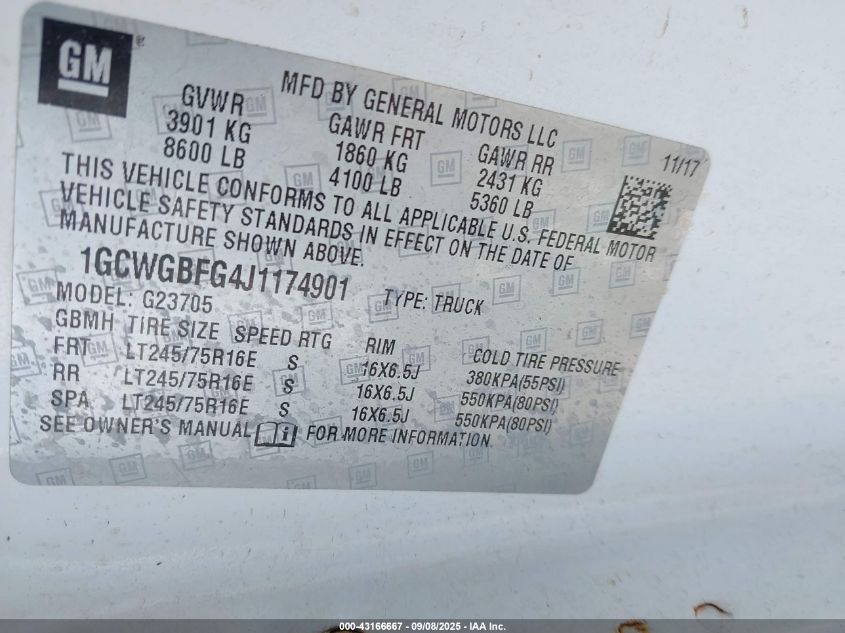 GM
MFD BY GENERAL MOTORS LLC
11/17
GVWR GAWR FRT GAWR RR
3901 KG 1860 KG 2431 KG
8600 LB 4100 LB 5360 LB
THIS VEHICLE CONFORMS TO ALL APPLICABLE U.S. FEDERAL MOTOR
VEHICLE SAFETY STANDARDS IN EFFECT ON THE DATE OF
MANUFACTURE SHOWN ABOVE.
1GCWGBFG4J1174901 TYPE: TRUCK
MODEL: G23705
GBMH TIRE SIZE SPEED RTG RIM COLD TIRE PRESSURE
FRT LT245/75R16E S 16X6.5J 380KPA(55PSI)
RR LT245/75R16E S 16X6.5J 550KPA(80PSI)
SPA LT245/75R16E S 16X6.5J 550KPA(80PSI)
SEE OWNER'S MANUAL i FOR MORE INFORMATION.
000-43166667 - 09/08/2025 - IAA Inc.